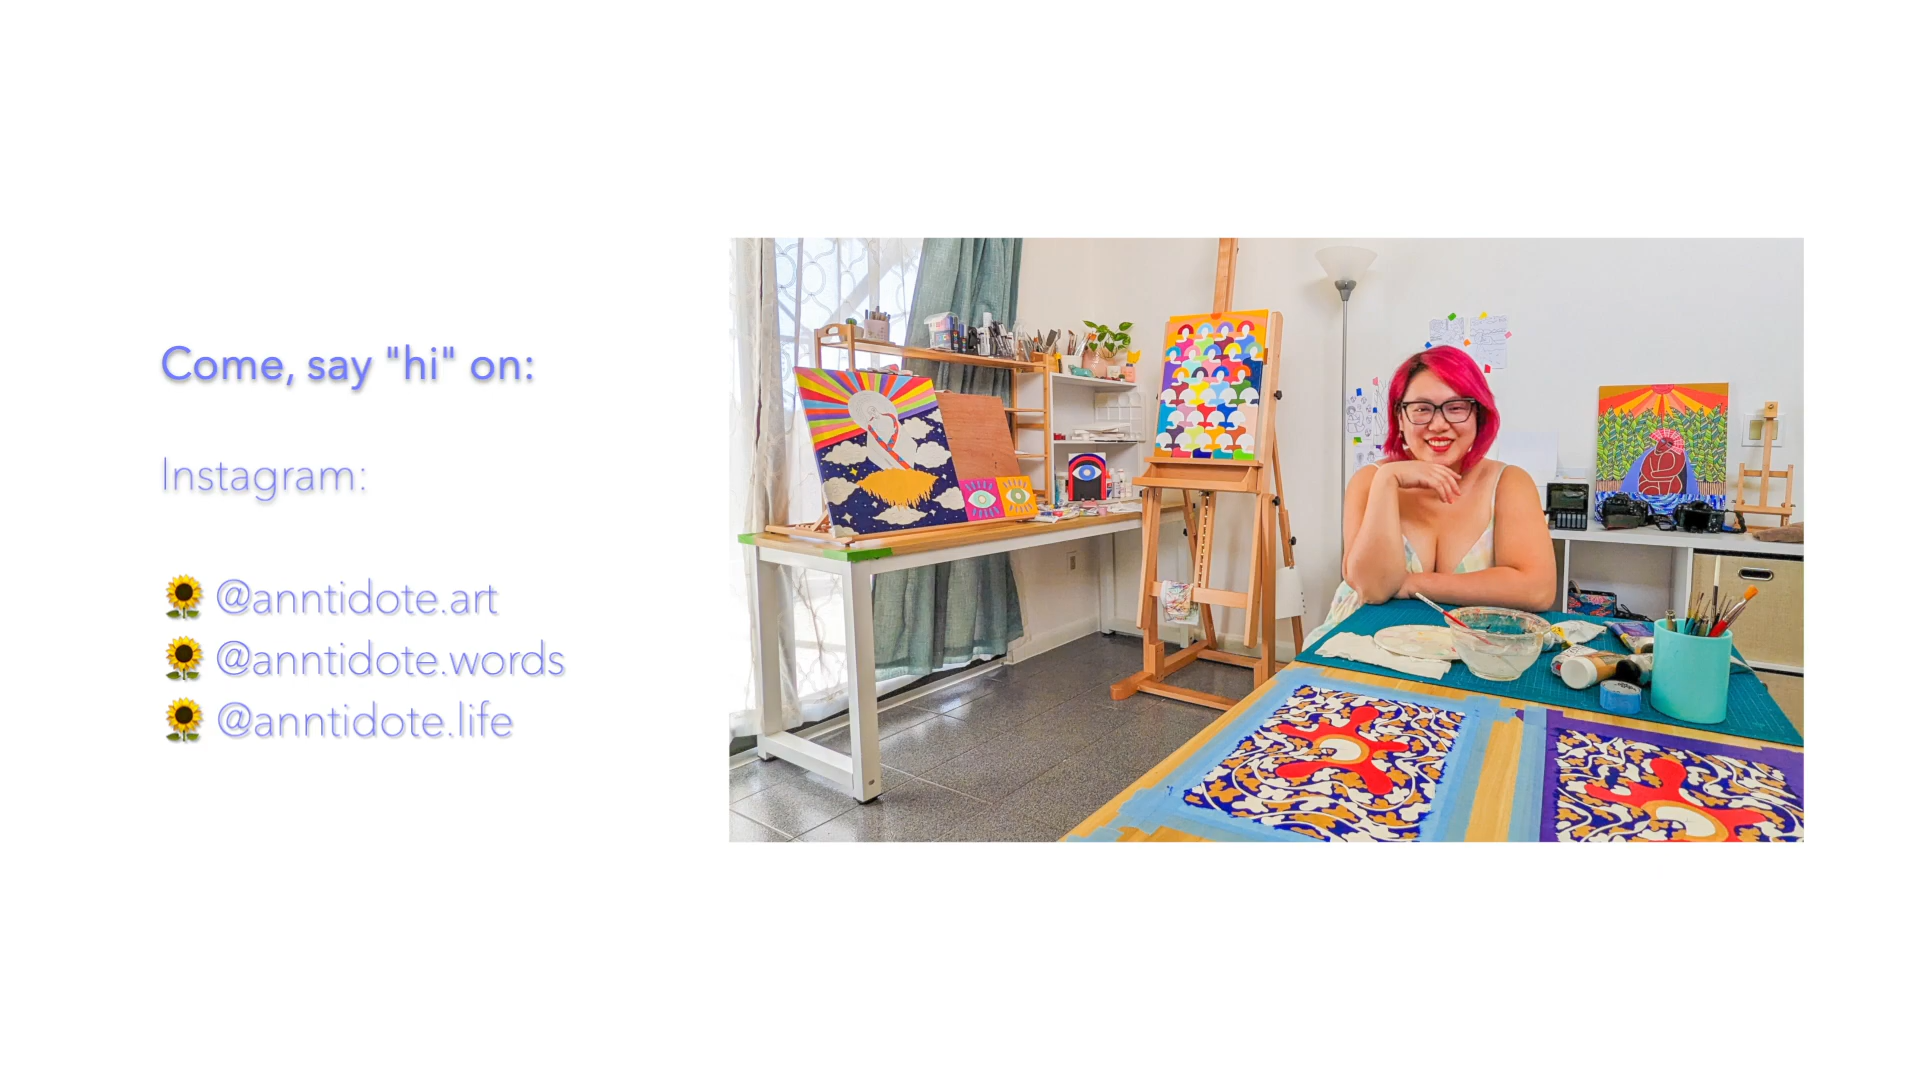 Come, say "hi" on:
Instagram:
🌻 @anntidote.art
🌻 @anntidote.words
🌻 @anntidote.life